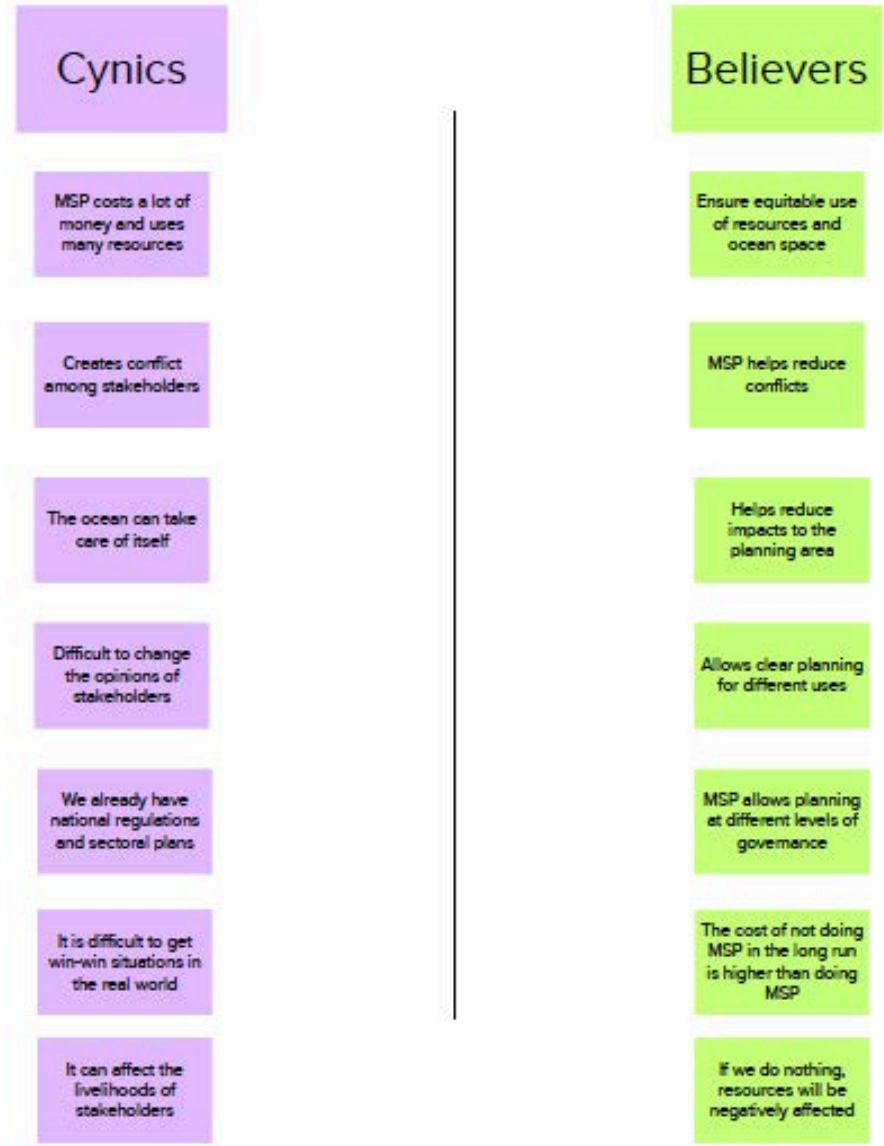 Cynics
MSP costs a lot of
money and uses
many resources
Creates conflict
among stakeholders
The ocean can take
care of itself
Difficult to change
the opinions of
stakeholders
We already have
national regulations
and sectoral plans
It is difficult to get
win-win situations in
the real world
It can affect the
livelihoods of
stakeholders
Believers
Ensure equitable use
of resources and
ocean space
MSP helps reduce
conflicts
Helps reduce
impacts to the
planning area
Allows clear planning
for different uses
MSP allows planning
at different levels of
governance
The cost of not doing
MSP in the long run
is higher than doing
MSP
If we do nothing,
resources will be
negatively affected